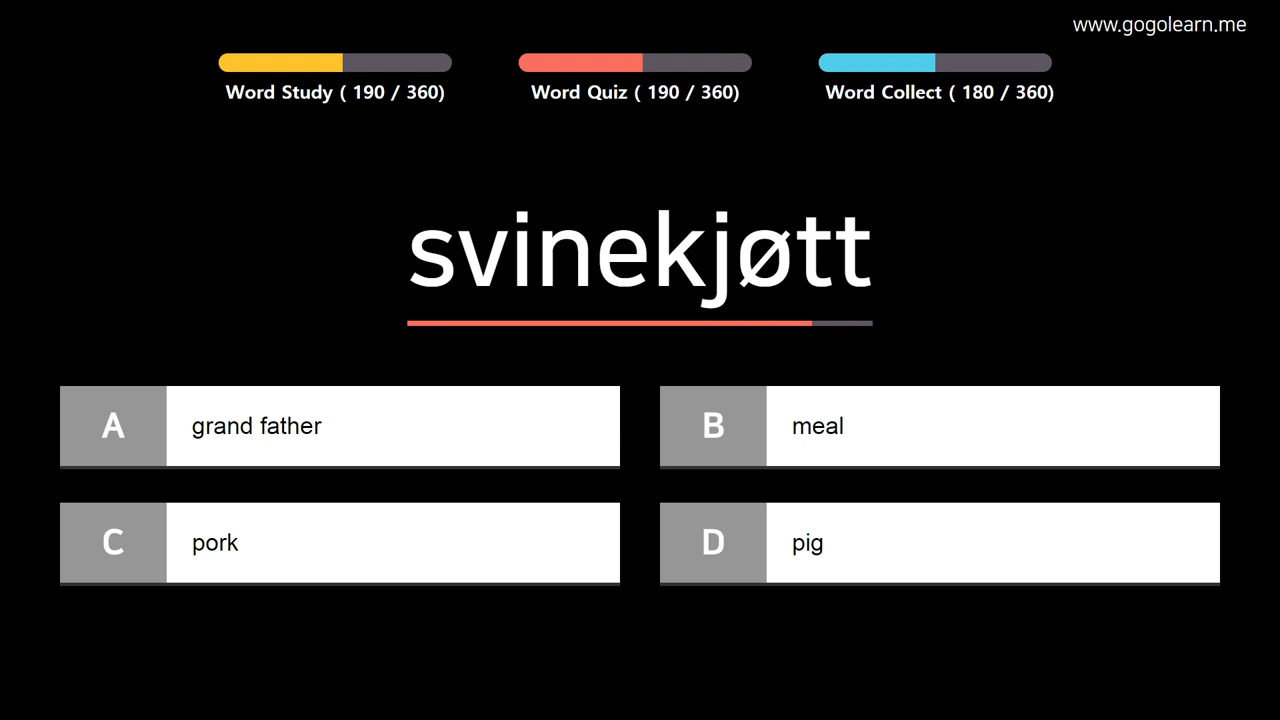 www.gogolearn.me
Word Study ( 190 / 360)
Word Quiz ( 190 / 360)
Word Collect ( 180 / 360)
svinekjøtt
A grand father
B meal
C pork
D pig